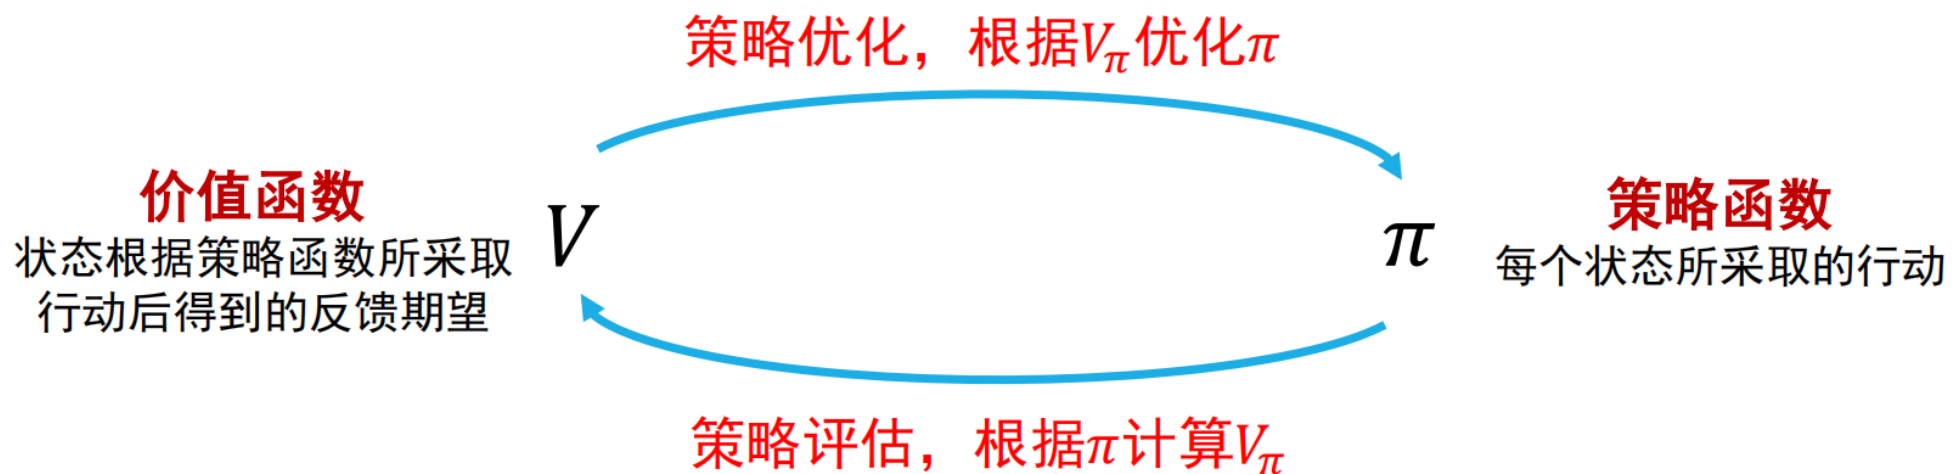 策略优化，根据Vπ优化π
价值函数
状态根据策略函数所采取
行动后得到的反馈期望
V
π
策略函数
每个状态所采取的行动
策略评估，根据π计算Vπ